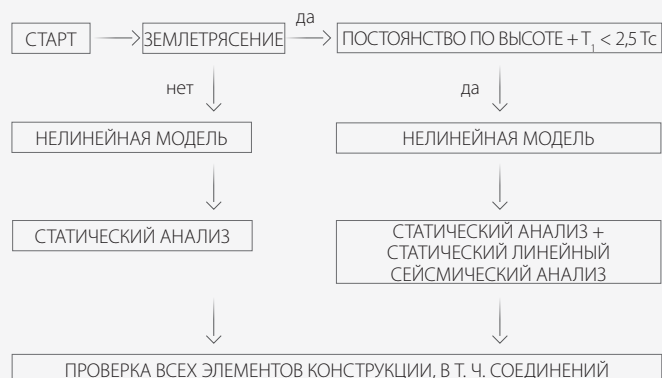 да
СТАРТ ЗЕМЛЕТРЯСЕНИЕ ПОСТОЯНСТВО ПО ВЫСОТЕ + T₁ < 2,5 Tc
нет да
НЕЛИНЕЙНАЯ МОДЕЛЬ НЕЛИНЕЙНАЯ МОДЕЛЬ
СТАТИЧЕСКИЙ АНАЛИЗ
СТАТИЧЕСКИЙ АНАЛИЗ +
СТАТИЧЕСКИЙ ЛИНЕЙНЫЙ
СЕЙСМИЧЕСКИЙ АНАЛИЗ
ПРОВЕРКА ВСЕХ ЭЛЕМЕНТОВ КОНСТРУКЦИИ, В Т. Ч. СОЕДИНЕНИЙ